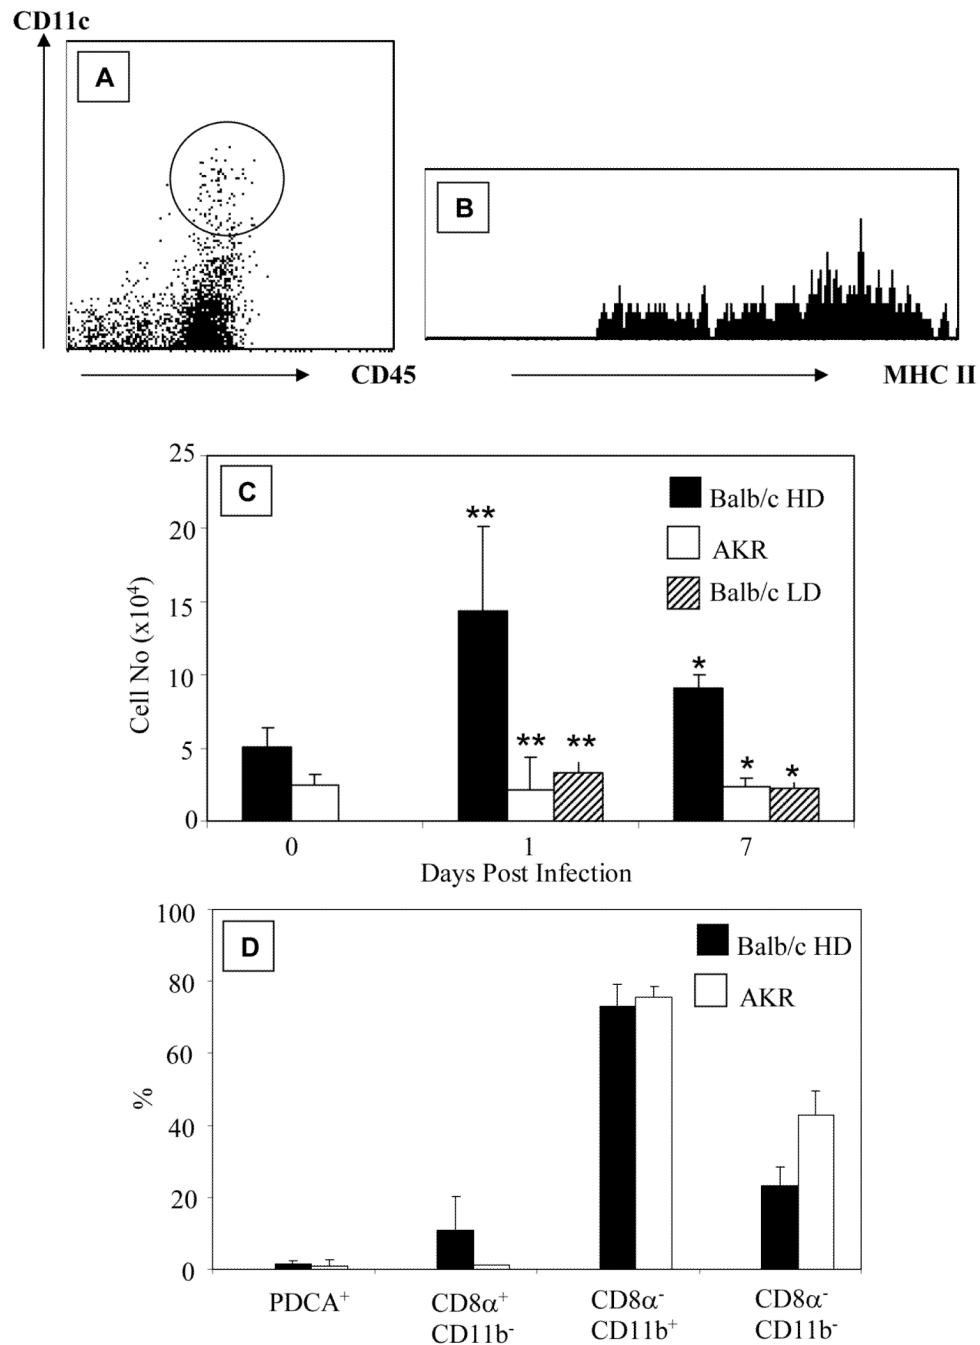 CD11c
A
CD45
B
MHC II
C
Balb/c HD
AKR
Balb/c LD
25
20
15
10
5
0
Cell No (x10⁴)
**
**
**
*
*
*
0
1
7
Days Post Infection
D
Balb/c HD
AKR
100
80
60
40
20
0
%
PDCA⁺
CD8α⁺
CD11b⁻
CD8α⁻
CD11b⁺
CD8α⁻
CD11b⁻